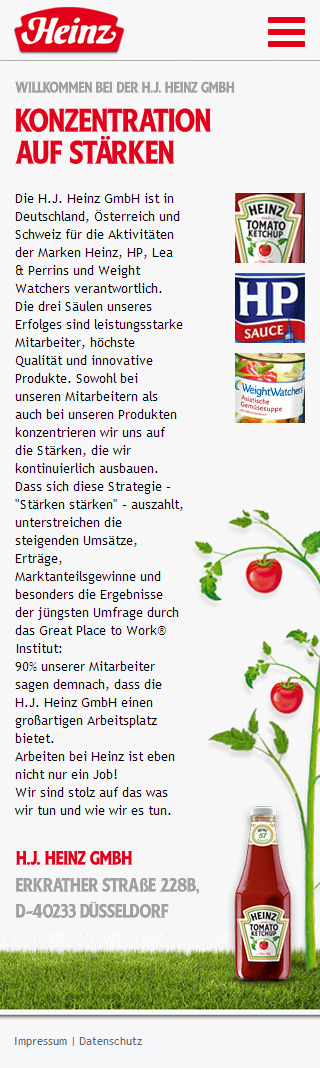 Heinz
WILLKOMMEN BEI DER H.J. HEINZ GMBH
KONZENTRATION
AUF STÄRKEN
Die H.J. Heinz GmbH ist in
Deutschland, Österreich und
Schweiz für die Aktivitäten
der Marken Heinz, HP, Lea
& Perrins und Weight
Watchers verantwortlich.
Die drei Säulen unseres
Erfolges sind leistungsstarke
Mitarbeiter, höchste
Qualität und innovative
Produkte. Sowohl bei
unseren Mitarbeitern als
auch bei unseren Produkten
konzentrieren wir uns auf
die Stärken, die wir
kontinuierlich ausbauen.
Dass sich diese Strategie -
"Stärken stärken" - auszahlt,
unterstreichen die
steigenden Umsätze,
Erträge,
Marktanteilsgewinne und
besonders die Ergebnisse
der jüngsten Umfrage durch
das Great Place to Work®
Institut:
90% unserer Mitarbeiter
sagen demnach, dass die
H.J. Heinz GmbH einen
großartigen Arbeitsplatz
bietet.
Arbeiten bei Heinz ist eben
nicht nur ein Job!
Wir sind stolz auf das was
wir tun und wie wir es tun.
HEINZ
TOMATO
KETCHUP
HP
SAUCE
WeightWatchers
Asiatische
Gemüsesuppe
H.J. HEINZ GMBH
ERKRATHER STRAßE 228B,
D-40233 DÜSSELDORF
HEINZ
57
HEINZ
TOMATO
KETCHUP
Impressum | Datenschutz